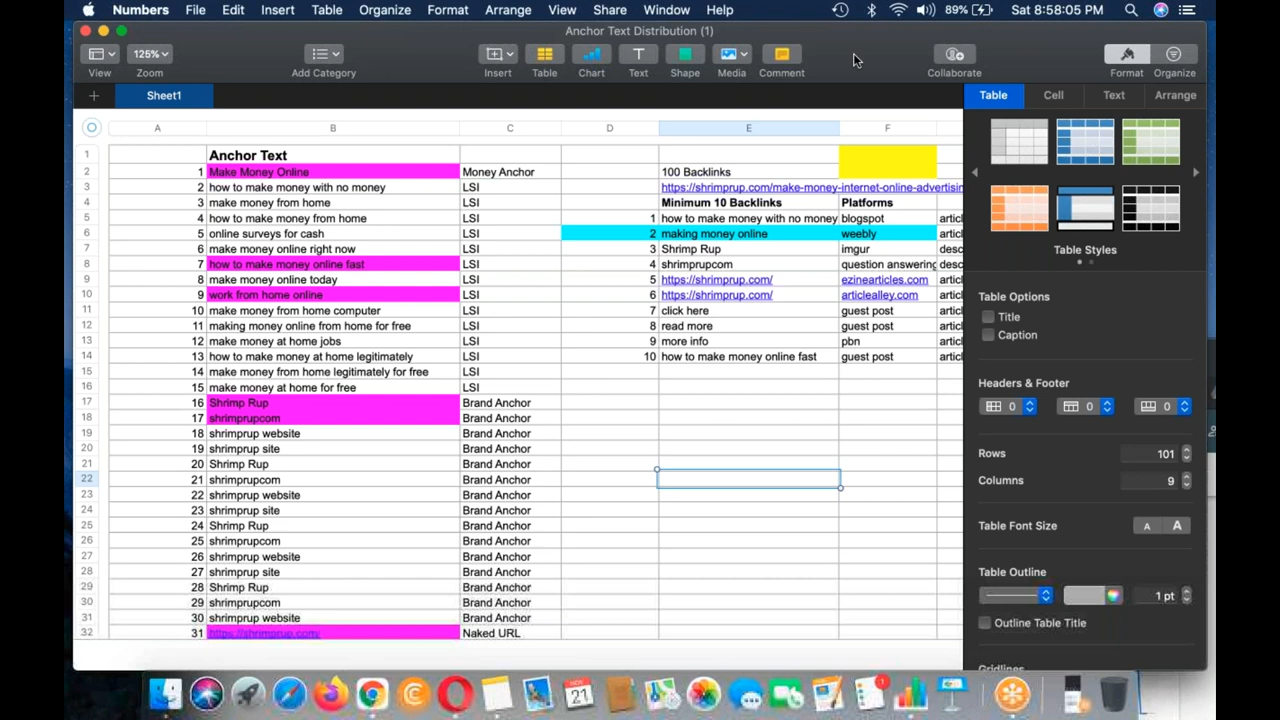 Numbers File Edit Insert Table Organize Format Arrange View Share Window Help 89% Sat 8:58:05 PM
Anchor Text Distribution (1)
125%
View Zoom Add Category Insert Table Chart Text Shape Media Comment Collaborate Format Organize
Sheet1
Table Cell Text Arrange
A B C D E F
1 Anchor Text
2 1 Make Money Online Money Anchor 100 Backlinks
3 2 how to make money with no money LSI https://shrimprup.com/make-money-internet-online-advertisin
4 3 make money from home LSI Minimum 10 Backlinks Platforms
5 4 how to make money from home LSI 1 how to make money with no money blogspot artic
6 5 online surveys for cash LSI 2 making money online weebly artic
7 6 make money online right now LSI 3 Shrimp Rup imgur desc
8 7 how to make money online fast LSI 4 shrimprupcom question answering desc
9 8 make money online today LSI 5 https://shrimprup.com/ ezinearticles.com artic
10 9 work from home online LSI 6 https://shrimprup.com/ articlealley.com artic
11 10 make money from home computer LSI 7 click here guest post artic
12 11 making money online from home for free LSI 8 read more guest post artic
13 12 make money at home jobs LSI 9 more info pbn artic
14 13 how to make money at home legitimately LSI 10 how to make money online fast guest post artic
15 14 make money from home legitimately for free LSI
16 15 make money at home for free LSI
17 16 Shrimp Rup Brand Anchor
18 17 shrimprupcom Brand Anchor
19 18 shrimprup website Brand Anchor
20 19 shrimprup site Brand Anchor
21 20 Shrimp Rup Brand Anchor
22 21 shrimprupcom Brand Anchor
23 22 shrimprup website Brand Anchor
24 23 shrimprup site Brand Anchor
25 24 Shrimp Rup Brand Anchor
26 25 shrimprupcom Brand Anchor
27 26 shrimprup website Brand Anchor
28 27 shrimprup site Brand Anchor
29 28 Shrimp Rup Brand Anchor
30 29 shrimprupcom Brand Anchor
31 30 shrimprup website Brand Anchor
32 31 https://shrimprup.com/ Naked URL
Table Styles
Table Options
Title
Caption
Headers & Footer
0 0 0
Rows 101
Columns 9
Table Font Size A A
Table Outline
1 pt
Outline Table Title
Gridlines
NOV
21
1